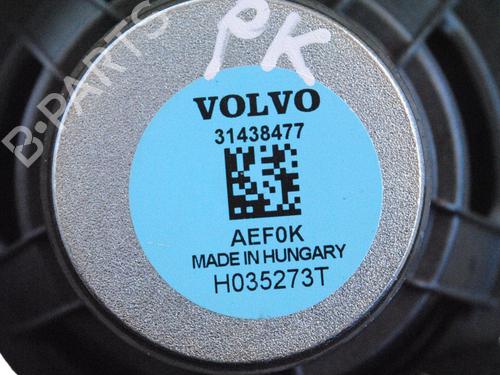 PK
B-PARTS
VOLVO
31438477
AEF0K
MADE IN HUNGARY
H035273T